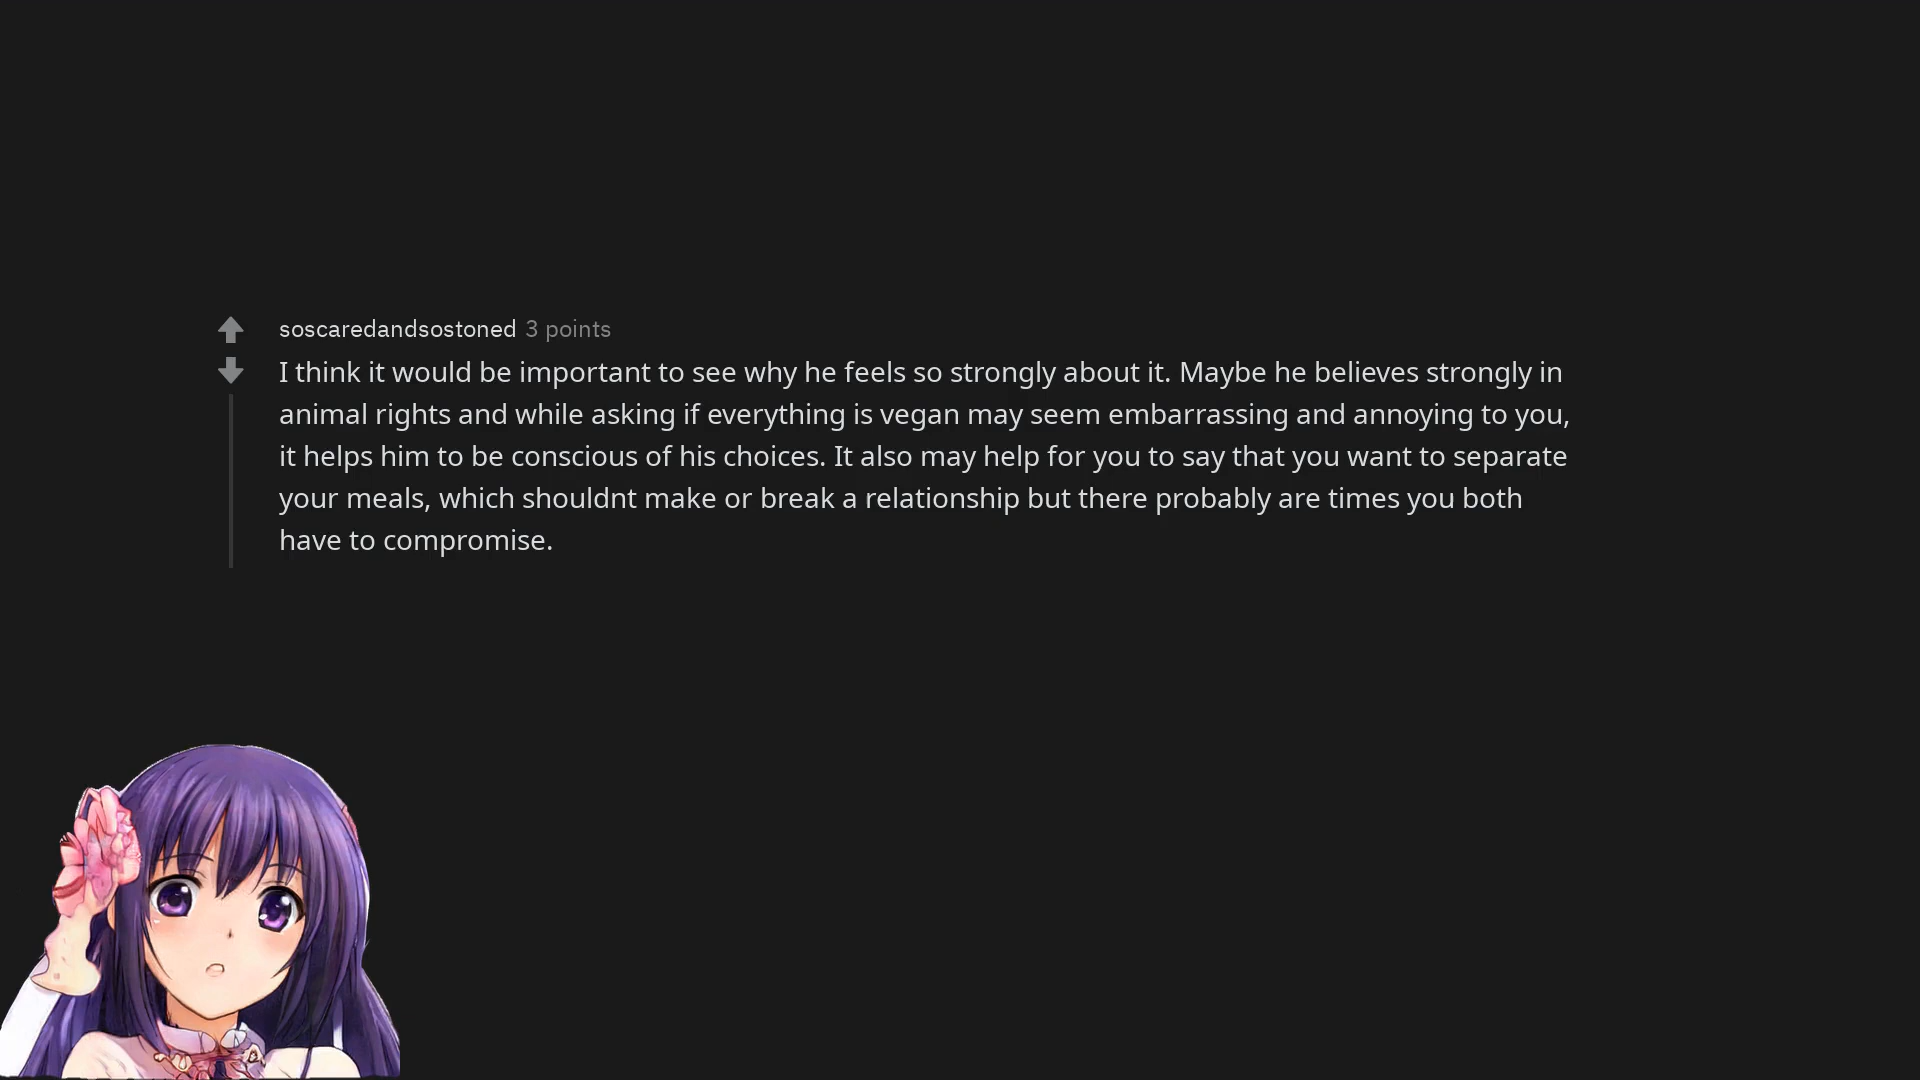 soscaredandsostoned 3 points
I think it would be important to see why he feels so strongly about it. Maybe he believes strongly in
animal rights and while asking if everything is vegan may seem embarrassing and annoying to you,
it helps him to be conscious of his choices. It also may help for you to say that you want to separate
your meals, which shouldnt make or break a relationship but there probably are times you both
have to compromise.